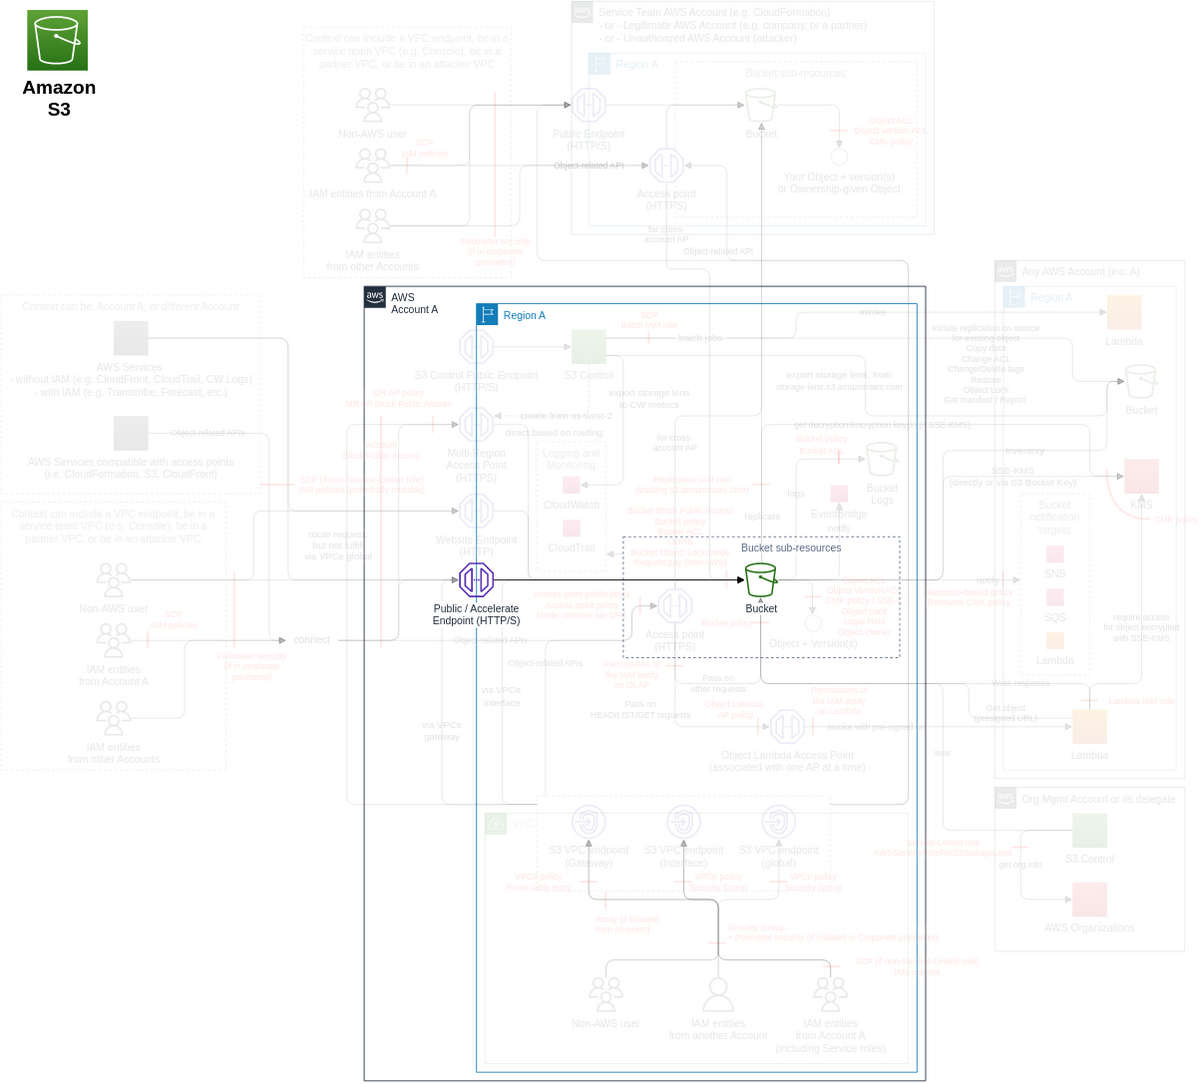 Amazon
S3
Service Team AWS Account (e.g. CloudFormation)
- or - Legitimate AWS Account (e.g. company, or a partner)
- or - Unauthorized AWS Account (attacker)
Region A
Bucket sub-resources
Context can include a VPC endpoint, be in a
service team VPC (e.g. Console), be in a
partner VPC, or be in an attacker VPC
Non-AWS user
SCP
IAM policies
IAM entities from Account A
IAM entities
from other Accounts
Perimeter security
(if in corporate
perimeter)
Public Endpoint
(HTTP/S)
Object-related API
Access point
(HTTPS)
Bucket
Object ACL
Object version ACL
CMK policy
Your Object + version(s)
or Ownership-given Object
for cross-
account AP
Object-related API
Context can be: Account A, or different Account
AWS Services
- without IAM (e.g. CloudFront, CloudTrail, CW Logs)
- with IAM (e.g. Transcribe, Forecast, etc.)
Object-related APIs
AWS Services compatible with access points
(i.e. CloudFormation, S3, CloudFront)
SCP (if non-Service-Linked role)
IAM policies (potentially mutable)
Context can include a VPC endpoint, be in a
service team VPC (e.g. Console), be in a
partner VPC, or be in an attacker VPC
Non-AWS user
SCP
IAM policies
IAM entities
from Account A
IAM entities
from other Accounts
Perimeter security
(if in corporate
perimeter)
connect
route request,
but not fulfill
via VPCe global
AWS
Account A
Region A
S3 Control Public Endpoint
(HTTP/S)
S3 Control
SCP
Batch IAM role
batch jobs
MR AP policy
MR AP Block Public Access
Account
Block Public Access
create from us-west-2
direct based on routing
Multi-Region
Access Point
(HTTPS)
Website Endpoint
(HTTP)
Public / Accelerate
Endpoint (HTTP/S)
export storage lens
to CW metrics
export storage lens, from
storage-lens.s3.amazonaws.com
Logging and
Monitoring
CloudWatch
CloudTrail
for cross-
account AP
get decryption/encryption key (if SSE-KMS)
Bucket policy
Bucket ACL
Bucket
Logs
logs
EventBridge
notify
Replication IAM role
(trusting s3.amazonaws.com)
replicate
Bucket Block Public Access
Bucket policy
Bucket ACL
Bucket Object Lock mode
Request pay (non-AWS)
Bucket sub-resources
Bucket
Access point policy
Access point
(HTTPS)
Bucket policy
Object ACL
Object Version ACL
Object Lock
Legal Hold
Object Owner
Object + Version(s)
Object-related APIs
Object-related APIs
via VPCe
interface
via VPCe
gateway
Permissions of
the IAM entity
on OLAP
Pass on
other requests
Pass on
HEAD/LIST/GET requests
Object Lambda
AP policy
Permissions of
the IAM entity
on Lambda
Object Lambda Access Point
(associated with one AP at a time)
Write response
Get object
(presigned URL)
lens
VPC
S3 VPC endpoint
(Gateway)
S3 VPC endpoint
(Interface)
S3 VPC endpoint
(global)
VPCe policy
Route table entry
VPCe policy
Security Group
VPCe policy
Security Group
Proxy (if initiated
from on-prem)
Security Group
+ Perimeter security (if initiated in Corporate perimeter)
SCP (if non-Service-Linked role)
IAM policies
Non-AWS user
IAM entities
from another Account
IAM entities
from Account A
(including Service roles)
Any AWS Account (inc. A)
Region A
invoke
Lambda
Initiate replication on source
for existing object
Copy data
Change ACL
Change/Delete tags
Restore
Object Lock
Get manifest / Report
Bucket
inventory
SSE-KMS
(directly or via S3 Bucket Key)
KMS
CMK policy
Bucket
notification
targets
SNS
SQS
Lambda
notify
Resource-based policy
Resource CMK policy
require access
for object encrypted
with SSE-KMS
Lambda IAM role
Lambda
Org Mgmt Account or its delegate
S3 Control
Service-Linked role
get org info
AWS Organizations